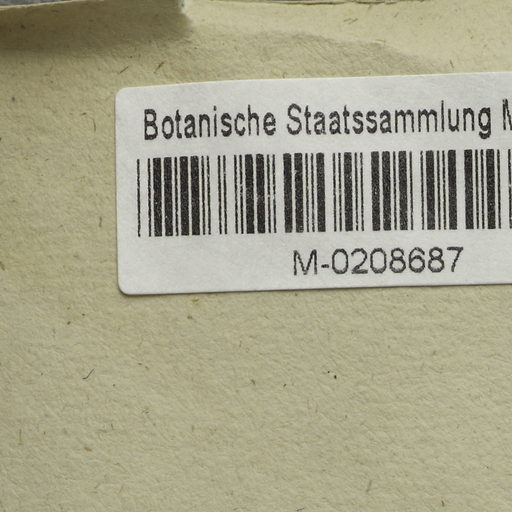 Botanische Staatssammlung
M-0208687